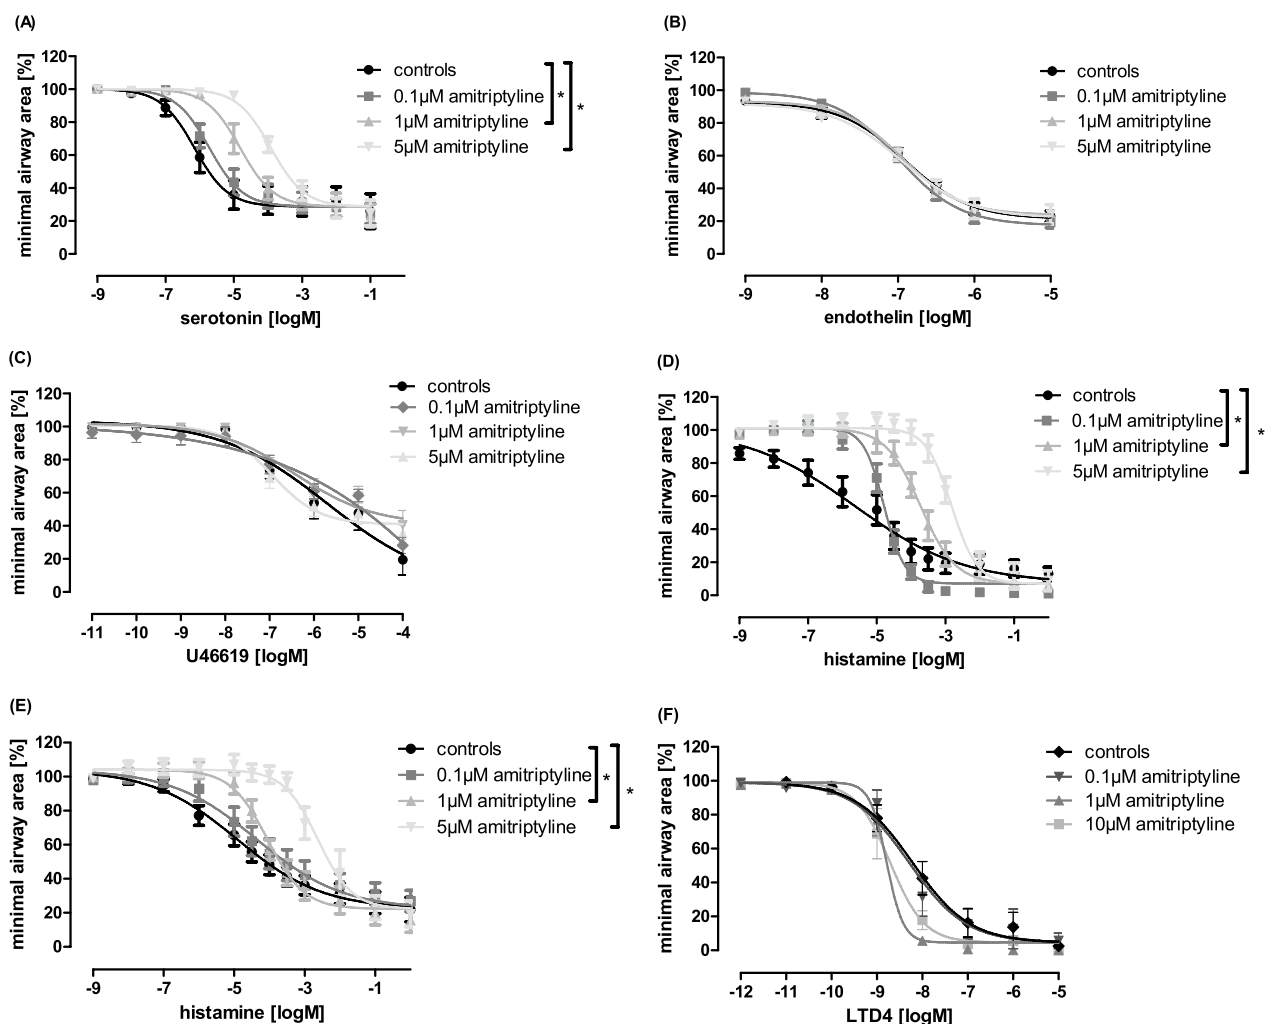 (A)
minimal airway area [%]
120
100
80
60
40
20
0
-9 -7 -5 -3 -1
serotonin [logM]
controls
0.1µM amitriptyline
1µM amitriptyline
5µM amitriptyline
* *
(B)
minimal airway area [%]
120
100
80
60
40
20
0
-9 -8 -7 -6 -5
endothelin [logM]
controls
0.1µM amitriptyline
1µM amitriptyline
5µM amitriptyline
(C)
minimal airway area [%]
120
100
80
60
40
20
0
-11 -10 -9 -8 -7 -6 -5 -4
U46619 [logM]
controls
0.1µM amitriptyline
1µM amitriptyline
5µM amitriptyline
(D)
minimal airway area [%]
120
100
80
60
40
20
0
-9 -7 -5 -3 -1
histamine [logM]
controls
0.1µM amitriptyline
1µM amitriptyline
5µM amitriptyline
* *
(E)
minimal airway area [%]
120
100
80
60
40
20
0
-9 -7 -5 -3 -1
histamine [logM]
controls
0.1µM amitriptyline
1µM amitriptyline
5µM amitriptyline
* *
(F)
minimal airway area [%]
120
100
80
60
40
20
0
-12 -11 -10 -9 -8 -7 -6 -5
LTD4 [logM]
controls
0.1µM amitriptyline
1µM amitriptyline
10µM amitriptyline